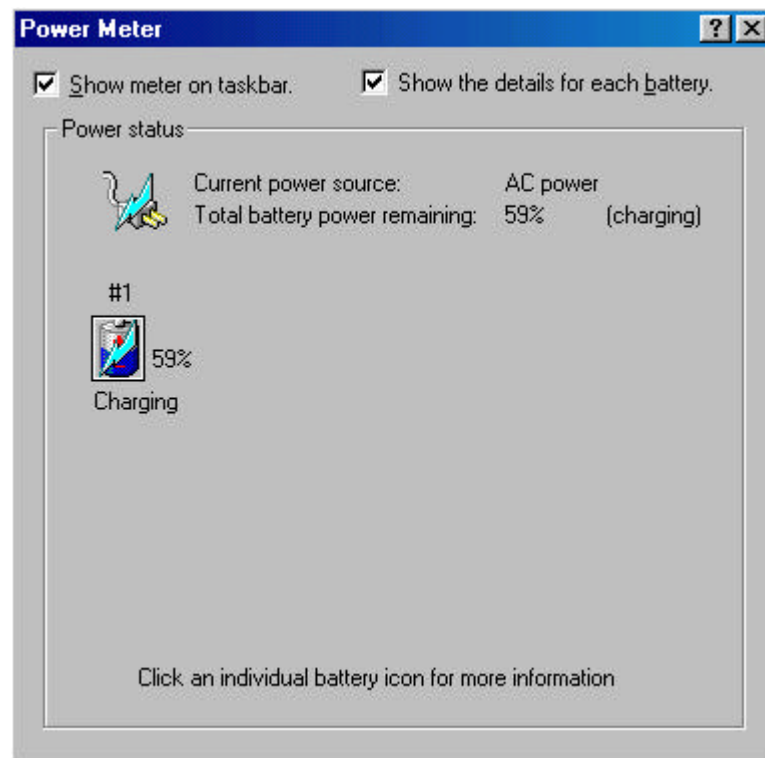 Power Meter
Show meter on taskbar. Show the details for each battery.
Power status
Current power source: AC power
Total battery power remaining: 59% (charging)
#1
59%
Charging
Click an individual battery icon for more information